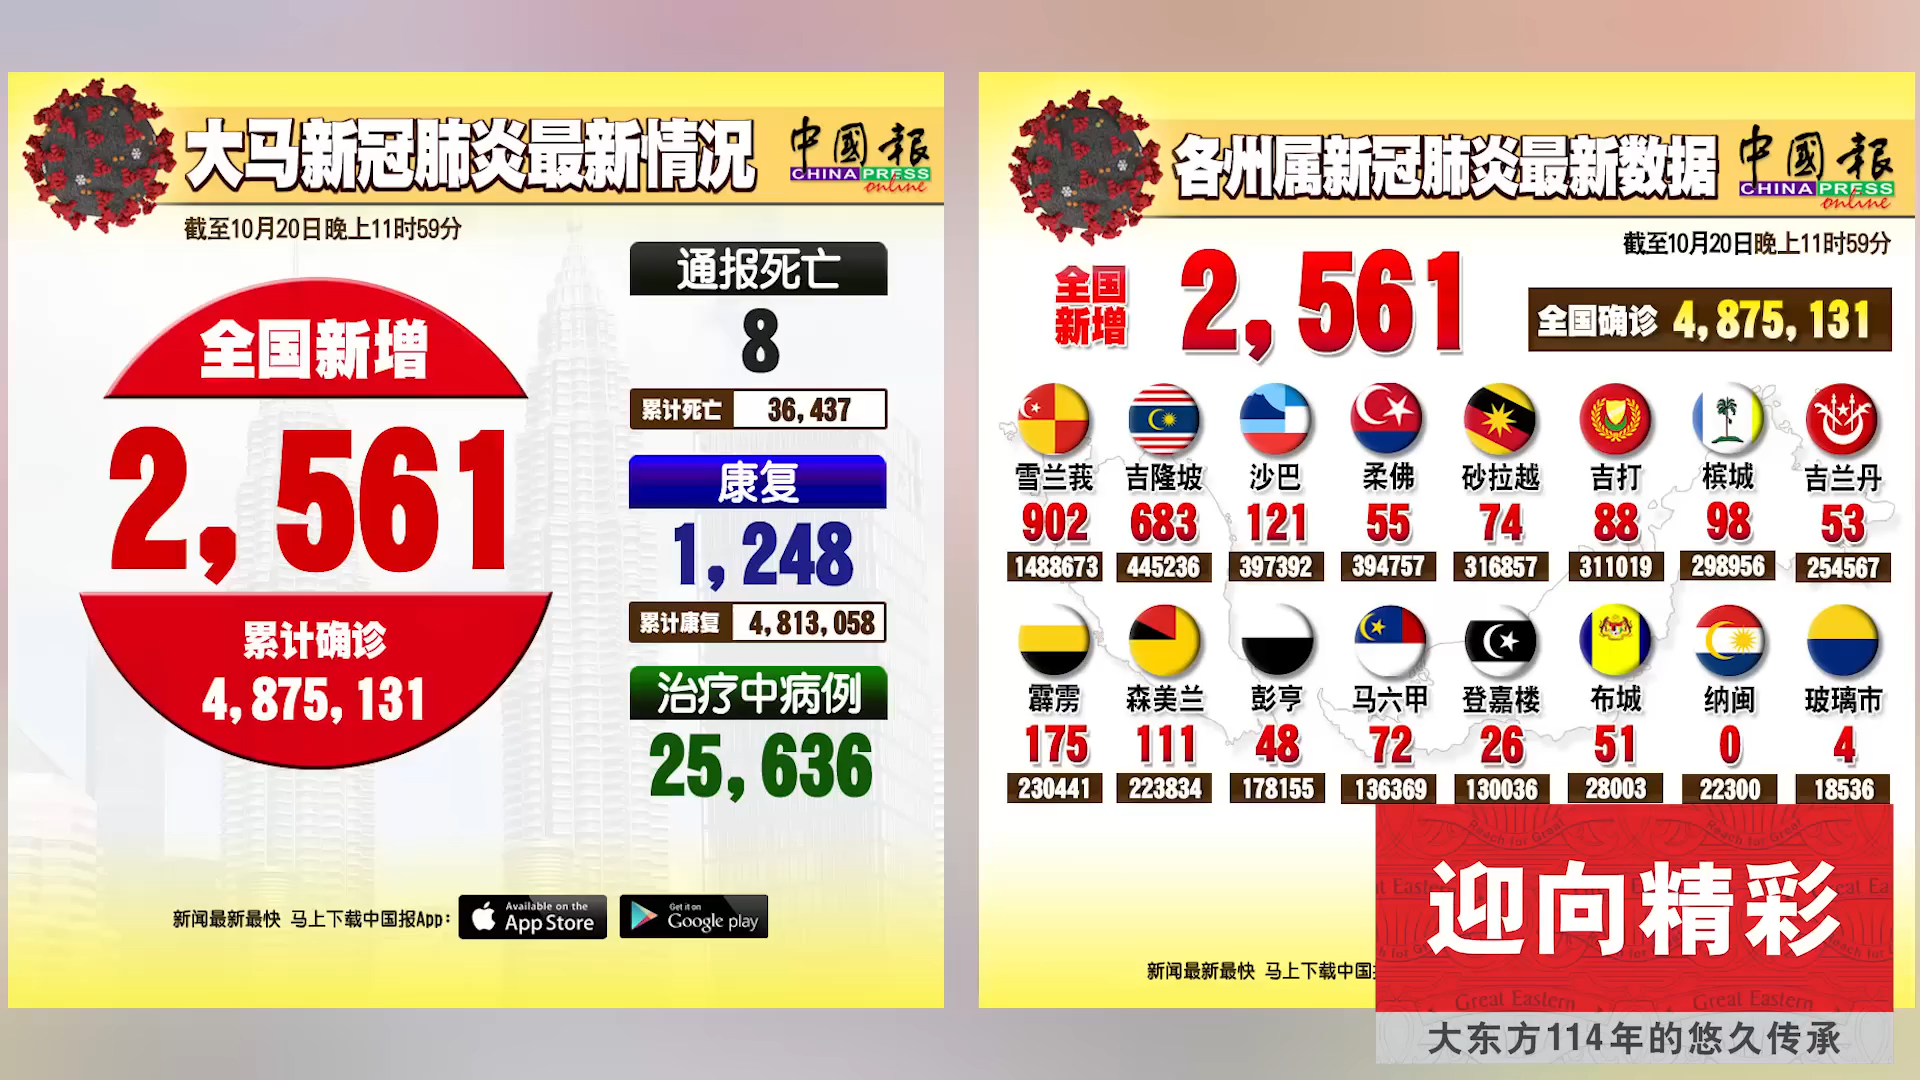 大马新冠肺炎最新情况
中國報
CHINA PRESS
online
截至10月20日晚上11时59分
全国新增
2,561
累计确诊
4,875,131
通报死亡
8
累计死亡 36,437
康复
1,248
累计康复 4,813,058
治疗中病例
25,636
新闻最新最快 马上下载中国报App:
Available on the
App Store
Get it on
Google play
各州属新冠肺炎最新数据
中國報
CHINA PRESS
online
截至10月20日晚上11时59分
全国
新增
2,561
全国确诊 4,875,131
雪兰莪 吉隆坡 沙巴 柔佛 砂拉越 吉打 槟城 吉兰丹
902 683 121 55 74 88 98 53
1488673 445236 397392 394757 316857 311019 298956 254567
霹雳 森美兰 彭亨 马六甲 登嘉楼 布城 纳闽 玻璃市
175 111 48 72 26 51 0 4
230441 223834 178155 136369 130036 28003 22300 18536
新闻最新最快 马上下载中国
Reach for Great
Reach for Great
迎向精彩
Great Eastern
Great Eastern
大东方114年的悠久传承